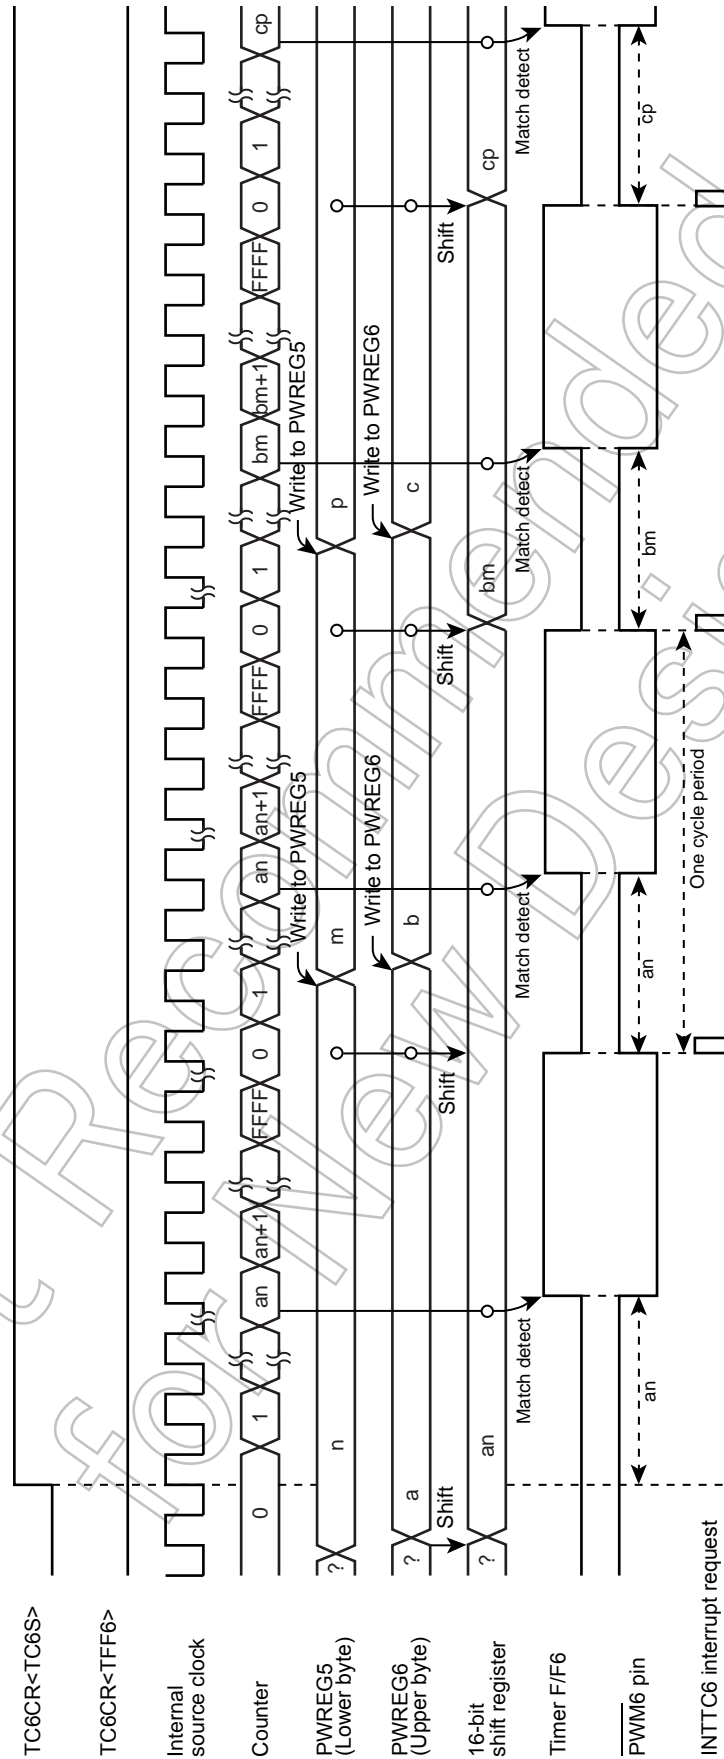 TC6CR<TC6S>
TC6CR<TFF6>
Internal
source clock
Counter
0 1 an an+1 FFFF 0 1 an an+1 FFFF 0 1 bm bm+1 FFFF 0 1 cp
Write to PWREG5 Write to PWREG5
PWREG5
(Lower byte)
? n m p
Write to PWREG6 Write to PWREG6
PWREG6
(Upper byte)
? a b c
Shift Shift Shift Shift
16-bit
shift register
? an bm cp
Match detect Match detect Match detect Match detect
Timer F/F6
PWM6 pin
an an bm cp
One cycle period
INTTC6 interrupt request
t Recommended
for New Desi